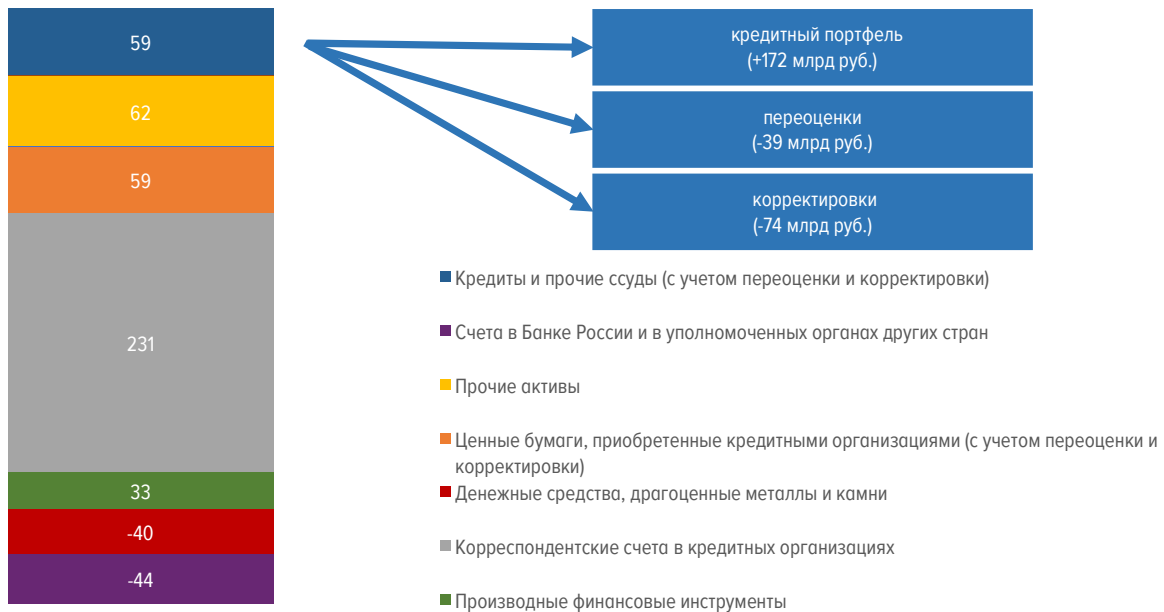 59
62
59
231
33
-40
-44
кредитный портфель
(+172 млрд руб.)
переоценки
(-39 млрд руб.)
корректировки
(-74 млрд руб.)
Кредиты и прочие ссуды (с учетом переоценки и корректировки)
Счета в Банке России и в уполномоченных органах других стран
Прочие активы
Ценные бумаги, приобретенные кредитными организациями (с учетом переоценки и
корректировки)
Денежные средства, драгоценные металлы и камни
Корреспондентские счета в кредитных организациях
Производные финансовые инструменты